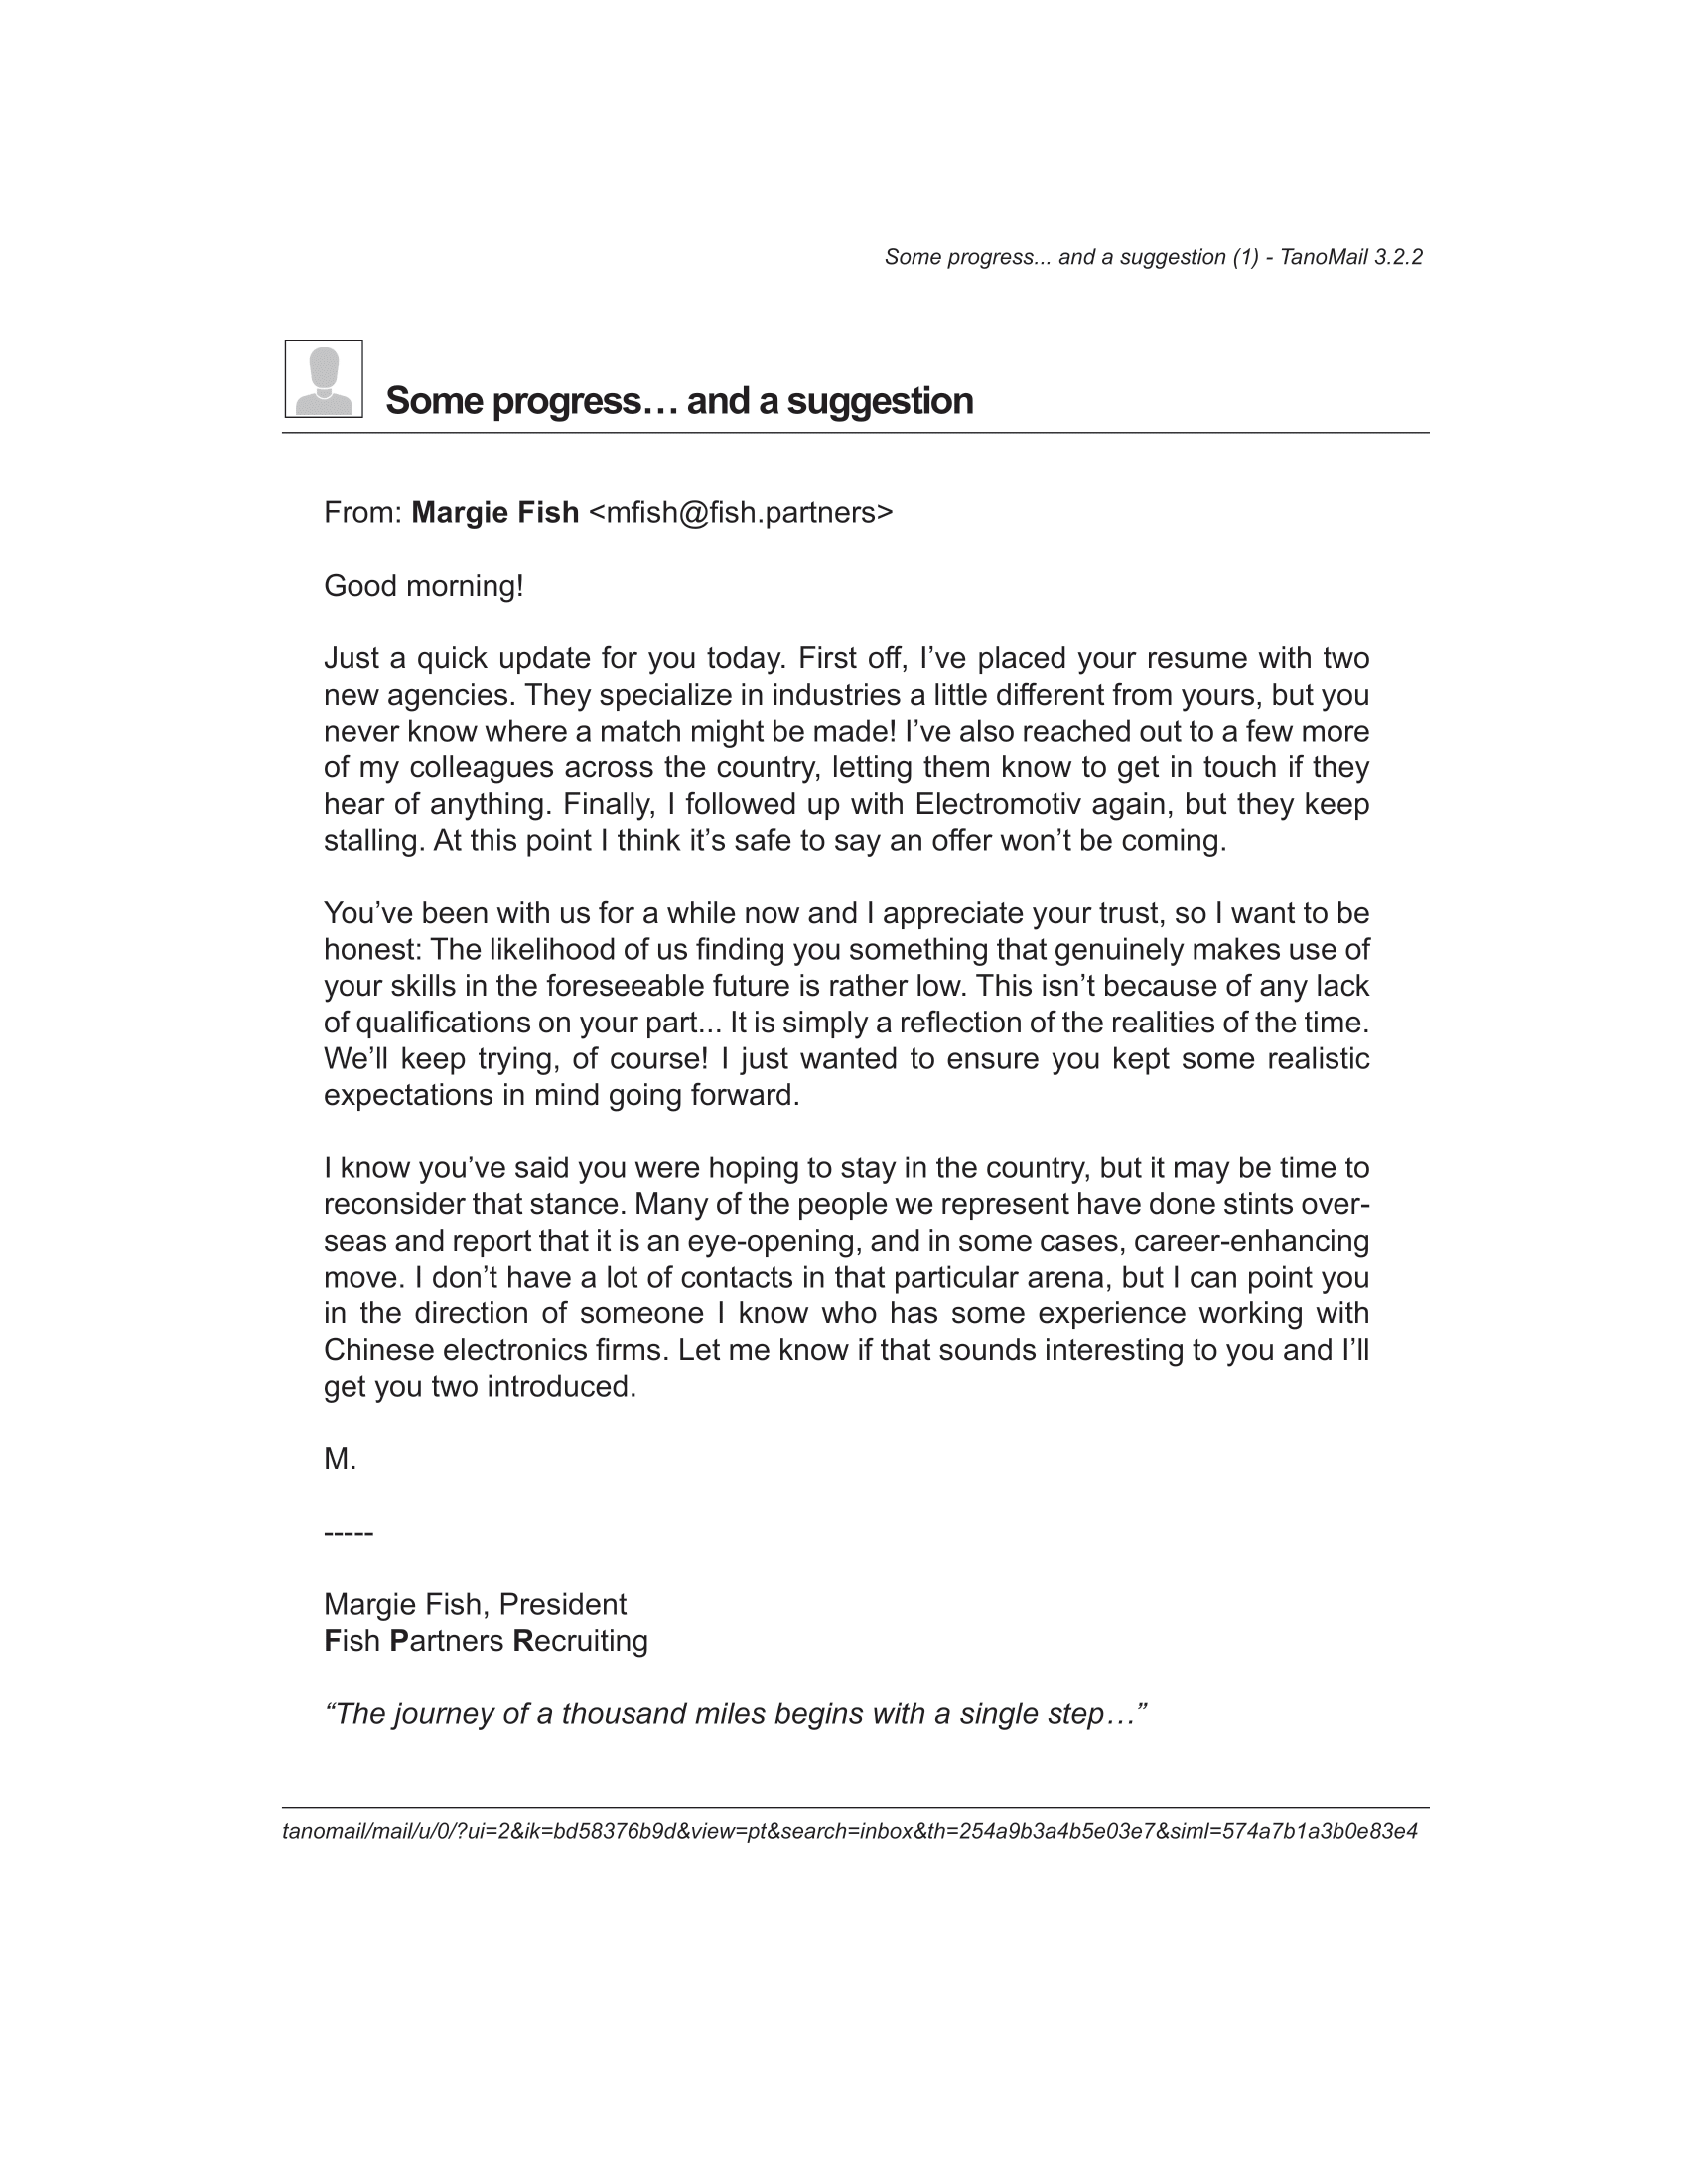 Some progress... and a suggestion (1) - TanoMail 3.2.2
Some progress… and a suggestion
From: Margie Fish <mfish@fish.partners>
Good morning!
Just a quick update for you today. First off, I’ve placed your resume with two
new agencies. They specialize in industries a little different from yours, but you
never know where a match might be made! I’ve also reached out to a few more
of my colleagues across the country, letting them know to get in touch if they
hear of anything. Finally, I followed up with Electromotiv again, but they keep
stalling. At this point I think it’s safe to say an offer won’t be coming.
You’ve been with us for a while now and I appreciate your trust, so I want to be
honest: The likelihood of us finding you something that genuinely makes use of
your skills in the foreseeable future is rather low. This isn’t because of any lack
of qualifications on your part... It is simply a reflection of the realities of the time.
We’ll keep trying, of course! I just wanted to ensure you kept some realistic
expectations in mind going forward.
I know you’ve said you were hoping to stay in the country, but it may be time to
reconsider that stance. Many of the people we represent have done stints over-
seas and report that it is an eye-opening, and in some cases, career-enhancing
move. I don’t have a lot of contacts in that particular arena, but I can point you
in the direction of someone I know who has some experience working with
Chinese electronics firms. Let me know if that sounds interesting to you and I’ll
get you two introduced.
M.
-----
Margie Fish, President
Fish Partners Recruiting
“The journey of a thousand miles begins with a single step…”
tanomail/mail/u/0/?ui=2&ik=bd58376b9d&view=pt&search=inbox&th=254a9b3a4b5e03e7&siml=574a7b1a3b0e83e4